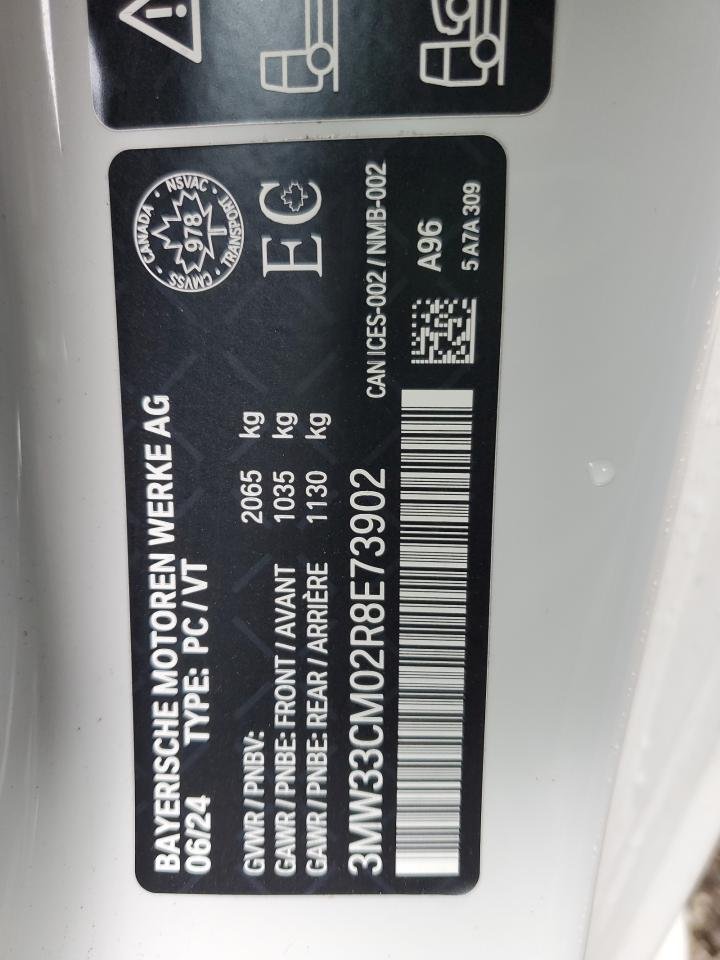 BAYERISCHE MOTOREN WERKE AG
06/24 TYPE: PC/VT
GVWR/PNBV: 2065 kg
GAWR/PNBE: FRONT/AVANT 1035 kg
GAWR/PNBE: REAR/ARRIÈRE 1130 kg
3MW33CM02R8E73902
CANADA · NSVAC · TRANSPORT · CMVSS
978
EC
CAN ICES-002 / NMB-002
A96
5 A7A 309